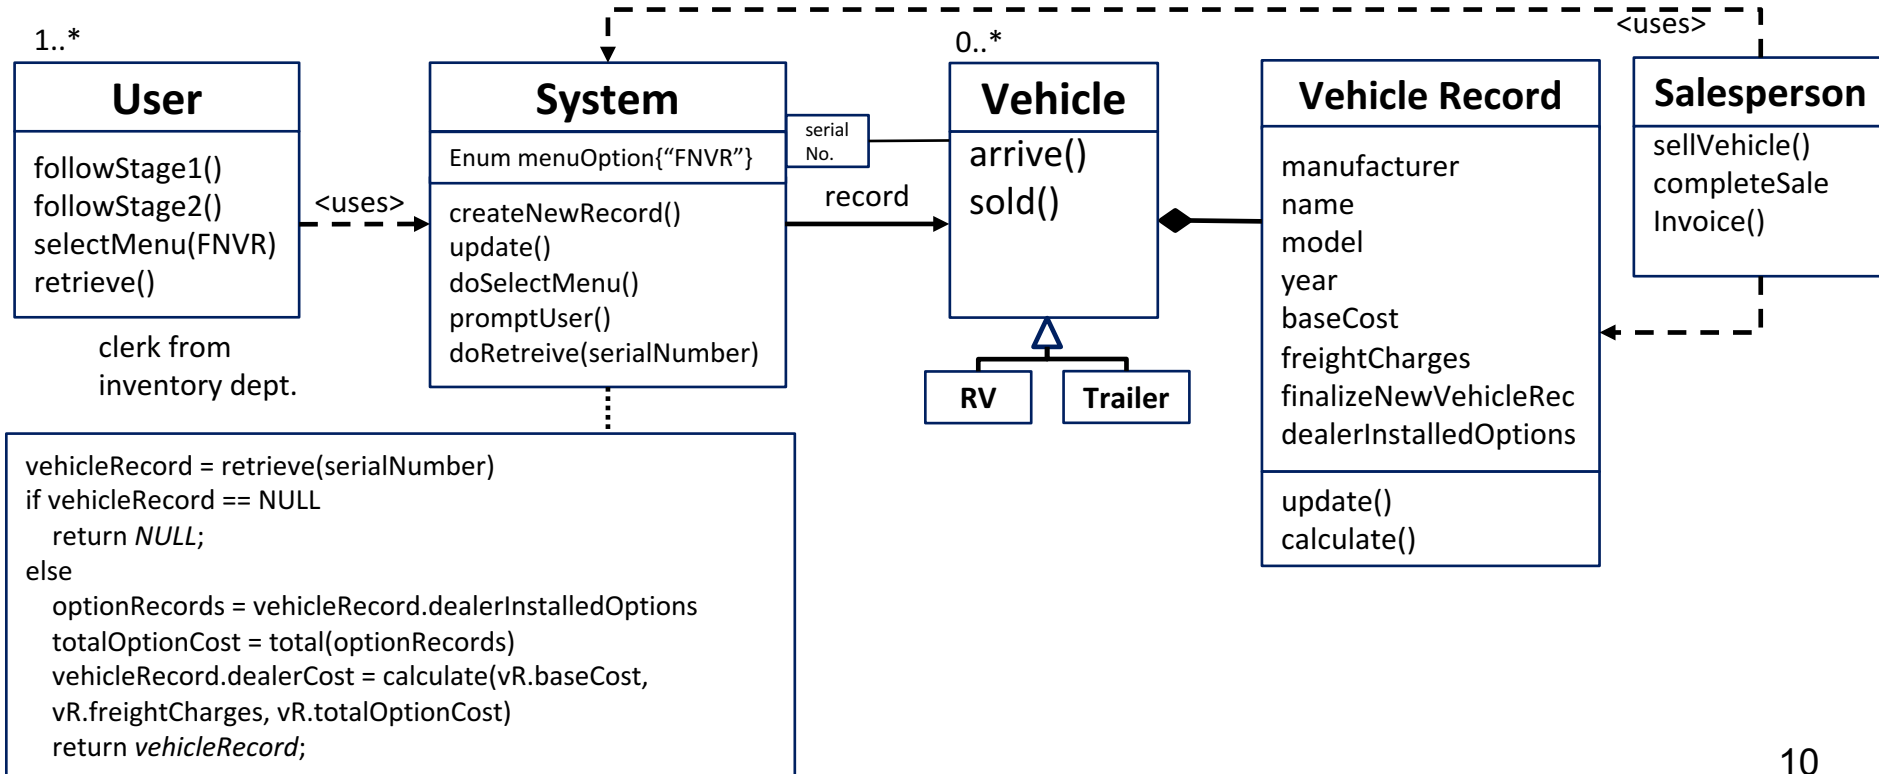 1..*
User
followStage1()
followStage2()
selectMenu(FNVR)
retrieve()
clerk from
inventory dept.
<uses>
System
Enum menuOption{“FNVR”}
createNewRecord()
update()
doSelectMenu()
promptUser()
doRetreive(serialNumber)
serial
No.
record
0..*
Vehicle
arrive()
sold()
RV
Trailer
Vehicle Record
manufacturer
name
model
year
baseCost
freightCharges
finalizeNewVehicleRec
dealerInstalledOptions
update()
calculate()
<uses>
Salesperson
sellVehicle()
completeSale
Invoice()
vehicleRecord = retrieve(serialNumber)
if vehicleRecord == NULL
return NULL;
else
optionRecords = vehicleRecord.dealerInstalledOptions
totalOptionCost = total(optionRecords)
vehicleRecord.dealerCost = calculate(vR.baseCost,
vR.freightCharges, vR.totalOptionCost)
return vehicleRecord;
10